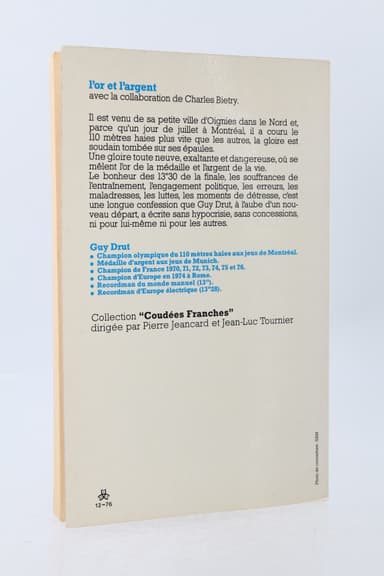 l'or et l'argent
avec la collaboration de Charles Bietry.
Il est venu de sa petite ville d'Oignies dans le Nord et,
parce qu'un jour de juillet à Montréal, il a couru le
110 mètres haies plus vite que les autres, la gloire est
soudain tombée sur ses épaules.
Une gloire toute neuve, exaltante et dangereuse, où se
mêlent l'or de la médaille et l'argent de la vie.
Le bonheur des 13"30 de la finale, les souffrances de
l'entraînement, l'engagement politique, les erreurs, les
maladresses, les luttes, les moments de détresse, c'est
une longue confession que Guy Drut, à l'aube d'un nou-
veau départ, a écrite sans hypocrisie, sans concessions,
ni pour lui-même ni pour les autres.
Guy Drut
• Champion olympique du 110 mètres haies aux jeux de Montréal.
• Médaille d'argent aux jeux de Munich.
• Champion de France 1970, 71, 72, 73, 74, 75 et 76.
• Champion d'Europe en 1974 à Rome.
• Recordman du monde manuel (13").
• Recordman d'Europe électrique (13"28).
Collection "Coudées Franches"
dirigée par Pierre Jeancard et Jean-Luc Tournier
12-76
Photo de couverture